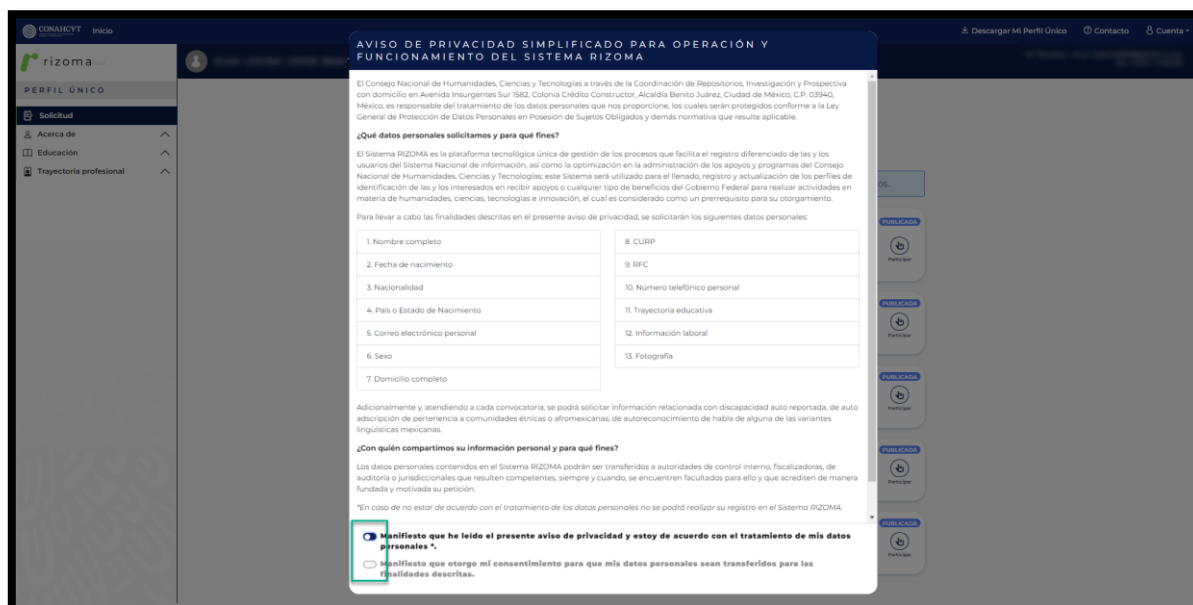 CONAHCYT Inicio
Descargar Mi Perfil Único Contacto Cuenta
rizoma
PERFIL ÚNICO
Solicitud
Acerca de
Educación
Trayectoria profesional
AVISO DE PRIVACIDAD SIMPLIFICADO PARA OPERACIÓN Y
FUNCIONAMIENTO DEL SISTEMA RIZOMA
El Consejo Nacional de Humanidades, Ciencias y Tecnologías a través de la Coordinación de Repositorios, Investigación y Prospectiva
con domicilio en Avenida Insurgentes Sur 1582, Colonia Crédito Constructor, Alcaldía Benito Juárez, Ciudad de México, C.P. 03940,
México, es responsable del tratamiento de los datos personales que nos proporcione, los cuales serán protegidos conforme a la Ley
General de Protección de Datos Personales en Posesión de Sujetos Obligados y demás normativa que resulte aplicable.
¿Qué datos personales solicitamos y para qué fines?
El Sistema RIZOMA es la plataforma tecnológica única de gestión de los procesos que facilita el registro diferenciado de las y los
usuarios del Sistema Nacional de información, así como la optimización en la administración de los apoyos y programas del Consejo
Nacional de Humanidades, Ciencias y Tecnologías; este Sistema será utilizado para el llenado, registro y actualización de los perfiles de
identificación de las y los interesados en recibir apoyos o cualquier tipo de beneficios del Gobierno Federal para realizar actividades en
materia de humanidades, ciencias, tecnologías e innovación, el cual es considerado como un prerrequisito para su otorgamiento.
Para llevar a cabo las finalidades descritas en el presente aviso de privacidad, se solicitarán los siguientes datos personales:
1. Nombre completo
2. Fecha de nacimiento
3. Nacionalidad
4. País o Estado de Nacimiento
5. Correo electrónico personal
6. Sexo
7. Domicilio completo
8. CURP
9. RFC
10. Número telefónico personal
11. Trayectoria educativa
12. Información laboral
13. Fotografía
Adicionalmente y, atendiendo a cada convocatoria, se podrá solicitar información relacionada con discapacidad auto reportada, de auto
adscripción de pertenencia a comunidades étnicas o afromexicanas, de autoreconocimiento de habla de alguna de las variantes
lingüísticas mexicanas.
¿Con quién compartimos su información personal y para qué fines?
Los datos personales contenidos en el Sistema RIZOMA podrán ser transferidos a autoridades de control interno, fiscalizadoras, de
auditoría o jurisdiccionales que resulten competentes, siempre y cuando, se encuentren facultados para ello y que acrediten de manera
fundada y motivada su petición.
*En caso de no estar de acuerdo con el tratamiento de los datos personales no se podrá realizar su registro en el Sistema RIZOMA.
Manifiesto que he leído el presente aviso de privacidad y estoy de acuerdo con el tratamiento de mis datos
personales *.
Manifiesto que otorgo mi consentimiento para que mis datos personales sean transferidos para las
finalidades descritas.
os.
PUBLICADA
Participar
PUBLICADA
Participar
PUBLICADA
Participar
PUBLICADA
Participar
PUBLICADA
Participar